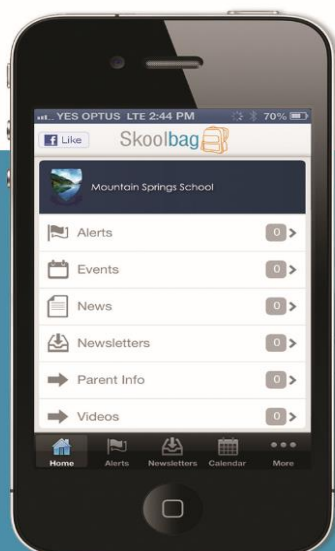 YES OPTUS LTE 2:44 PM 70%
f Like Skoolbag
Mountain Springs School
Alerts 0
Events 0
News 0
Newsletters 0
Parent Info 0
Videos 0
Home Alerts Newsletters Calendar More